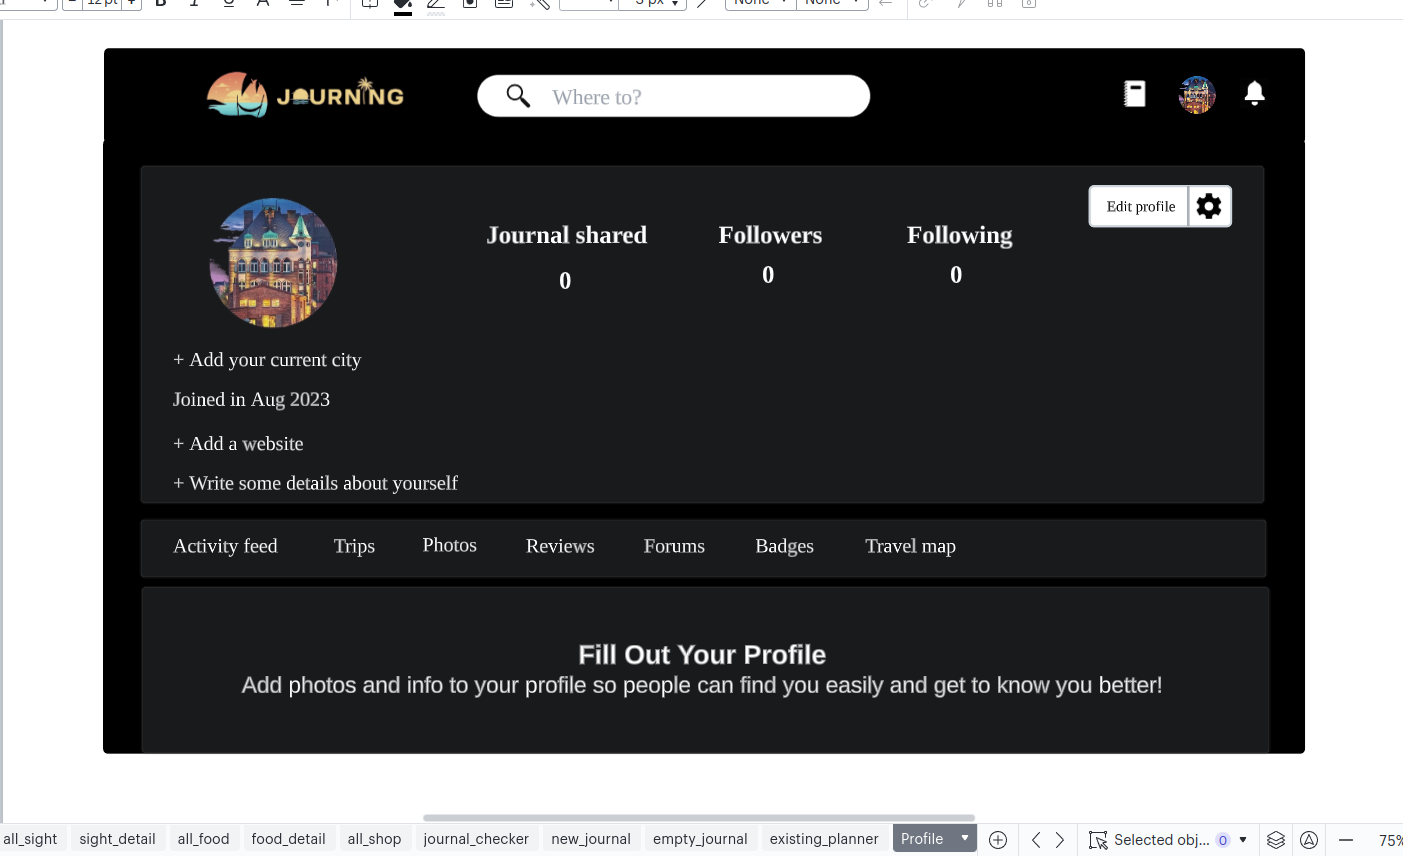 12 pt
B I U A
3 px
None
None
JOURNING
Where to?
Edit profile
Journal shared
Followers
Following
0
0
0
+ Add your current city
Joined in Aug 2023
+ Add a website
+ Write some details about yourself
Activity feed
Trips
Photos
Reviews
Forums
Badges
Travel map
Fill Out Your Profile
Add photos and info to your profile so people can find you easily and get to know you better!
all_sight
sight_detail
all_food
food_detail
all_shop
journal_checker
new_journal
empty_journal
existing_planner
Profile
Selected obj... 0
75%